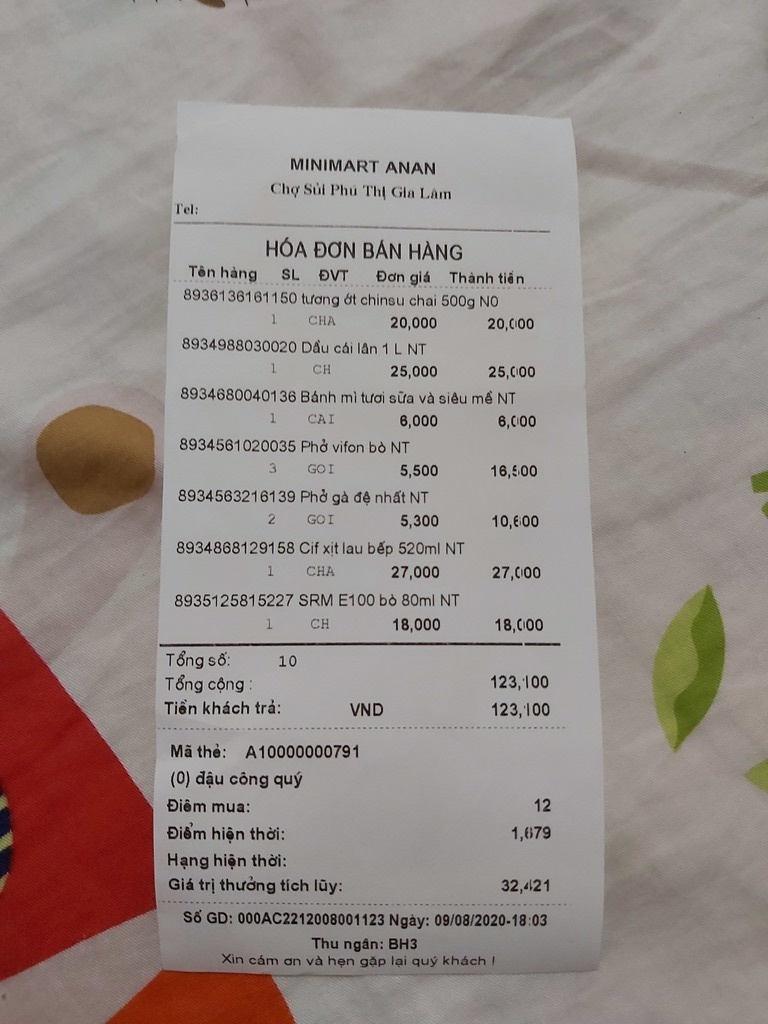 MINIMART ANAN
Chợ Sủi Phú Thị Gia Lâm
Tel:
HÓA ĐƠN BÁN HÀNG
Tên hàng SL ĐVT Đơn giá Thành tiền
8936136161150 tương ớt chinsu chai 500g N0
1 CHA 20,000 20,000
8934988030020 Dầu cái lân 1 L NT
1 CH 25,000 25,000
8934680040136 Bánh mì tươi sữa và siêu mề NT
1 CAI 6,000 6,000
8934561020035 Phở vifon bò NT
3 GOI 5,500 16,500
8934563216139 Phở gà đệ nhất NT
2 GOI 5,300 10,600
8934868129158 Cif xịt lau bếp 520ml NT
1 CHA 27,000 27,000
8935125815227 SRM E100 bò 80ml NT
1 CH 18,000 18,000
Tổng số: 10
Tổng cộng : 123,100
Tiền khách trả: VND 123,100
Mã thẻ: A10000000791
(0) đậu công quý
Điêm mua: 12
Điểm hiện thời: 1,679
Hạng hiện thời:
Giá trị thưởng tích lũy: 32,421
Số GD: 000AC2212008001123 Ngày: 09/08/2020-18:03
Thu ngân: BH3
Xin cám ơn và hẹn gặp lại quý khách !